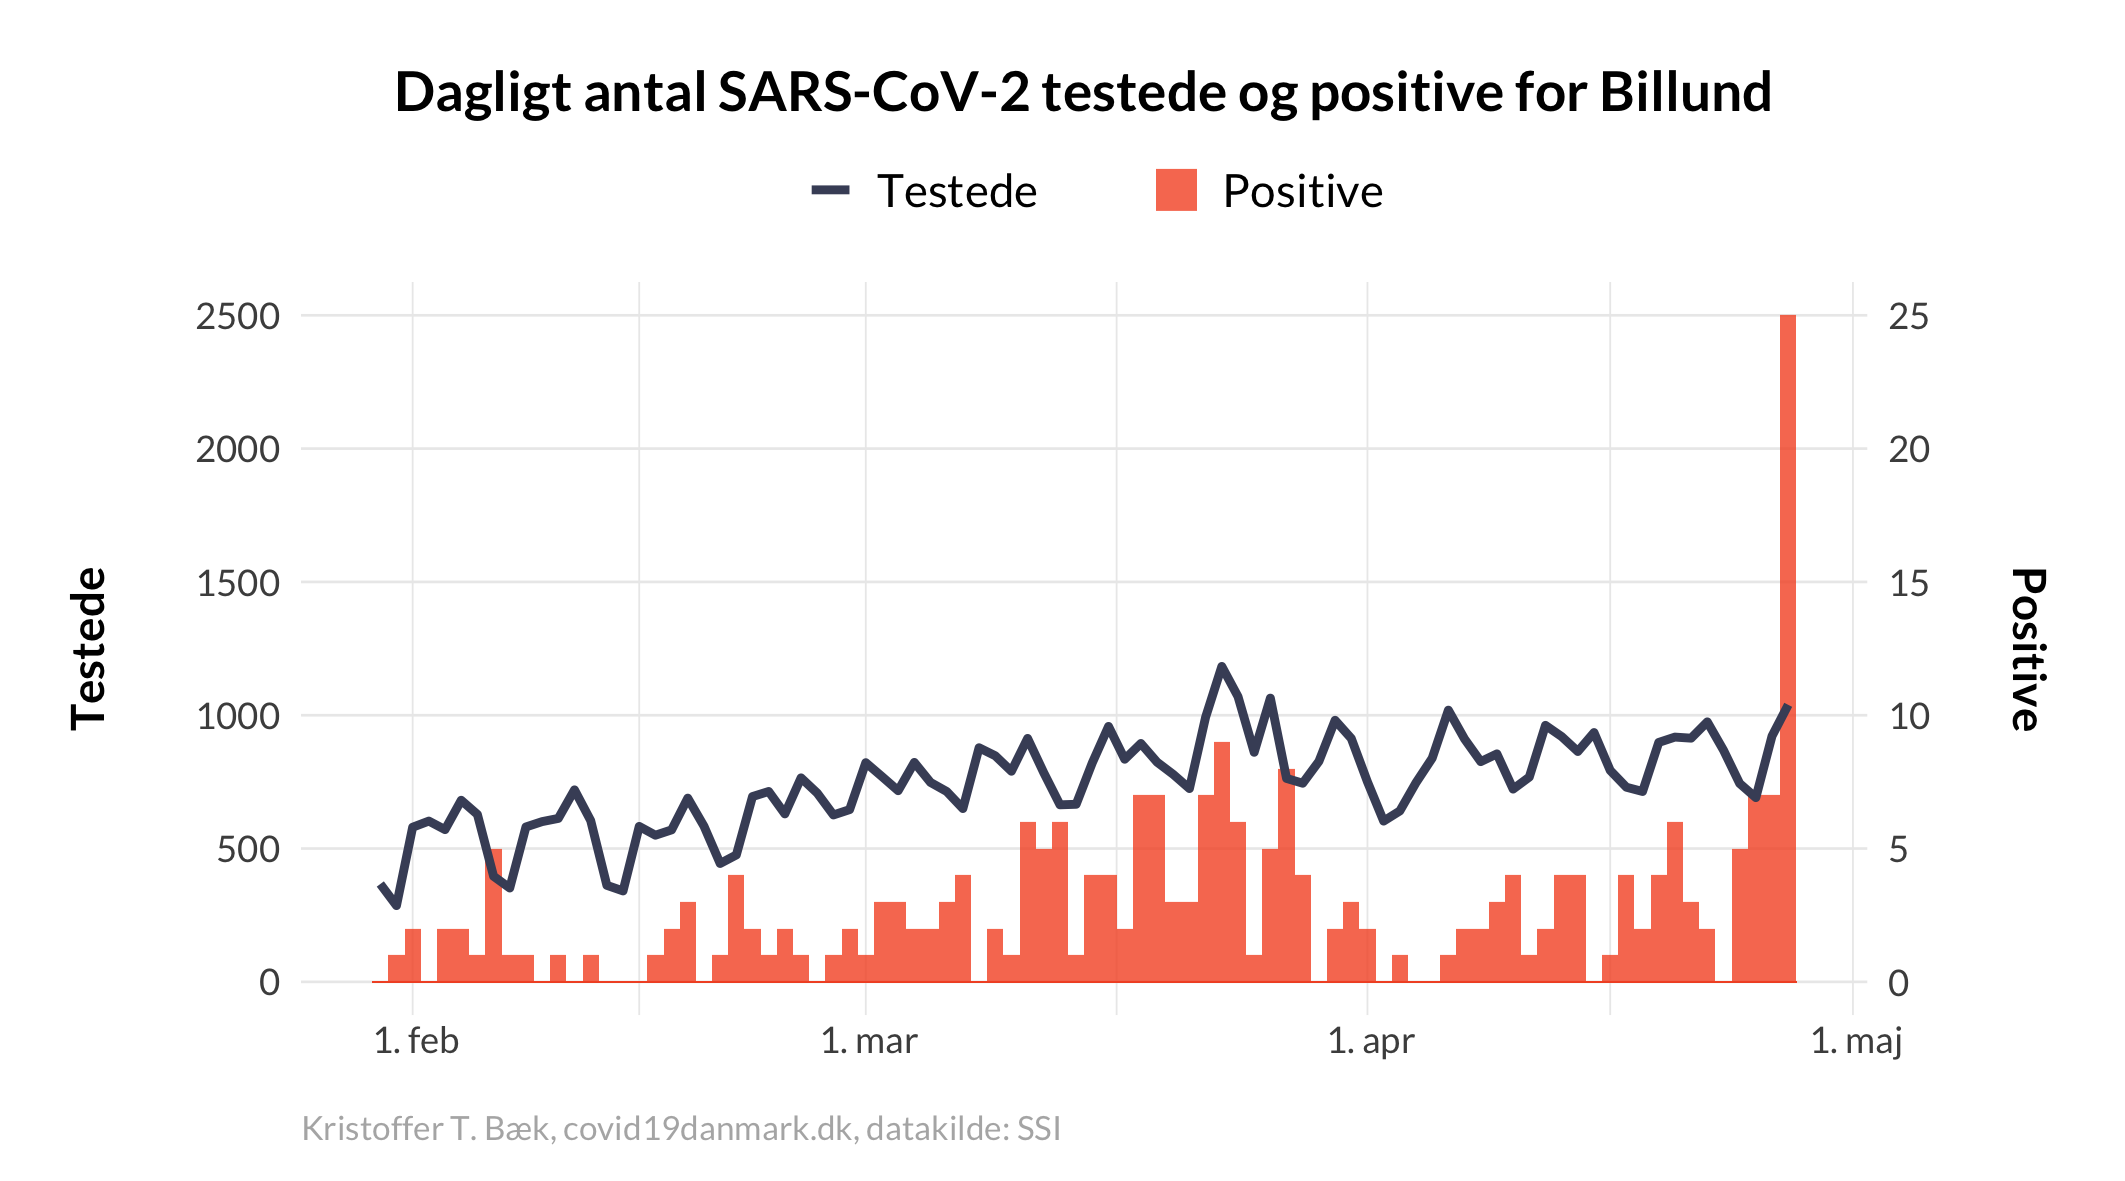 Dagligt antal SARS-CoV-2 testede og positive for Billund
Testede
Positive
2500
2000
1500
1000
500
0
25
20
15
10
5
0
Testede
Positive
1. feb
1. mar
1. apr
1. maj
Kristoffer T. Bæk, covid19danmark.dk, datakilde: SSI